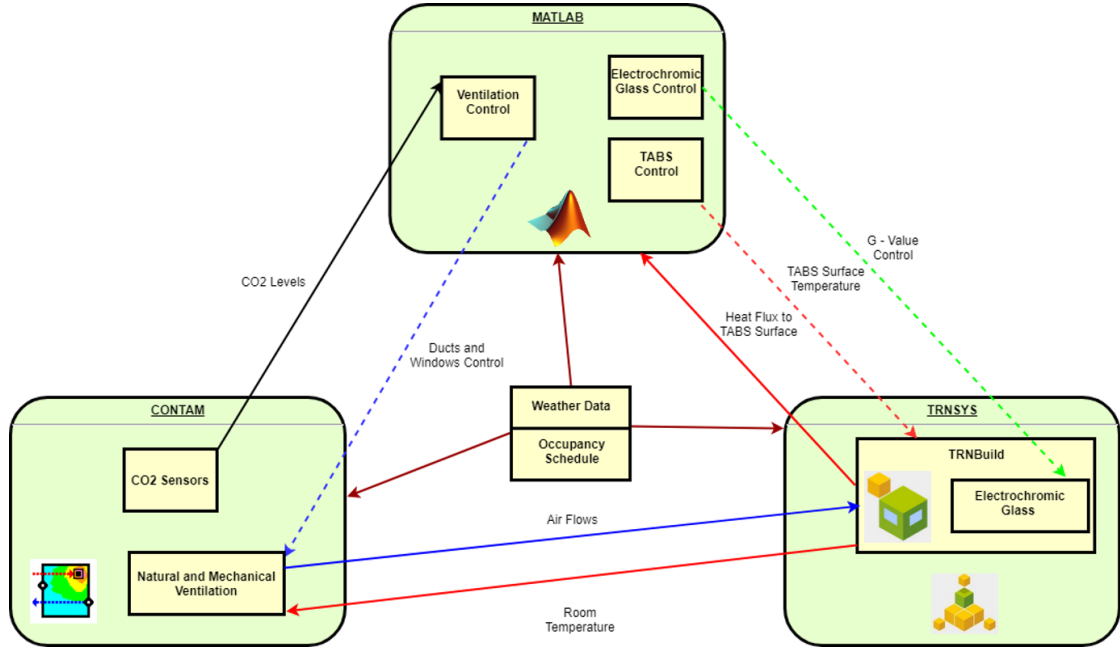 MATLAB
Ventilation
Control
Electrochromic
Glass Control
TABS
Control
G - Value
Control
CO2 Levels
TABS Surface
Temperature
Heat Flux to
TABS Surface
Ducts and
Windows Control
CONTAM
Weather Data
Occupancy
Schedule
TRNSYS
CO2 Sensors
TRNBuild
Electrochromic
Glass
Air Flows
Natural and Mechanical
Ventilation
Room
Temperature